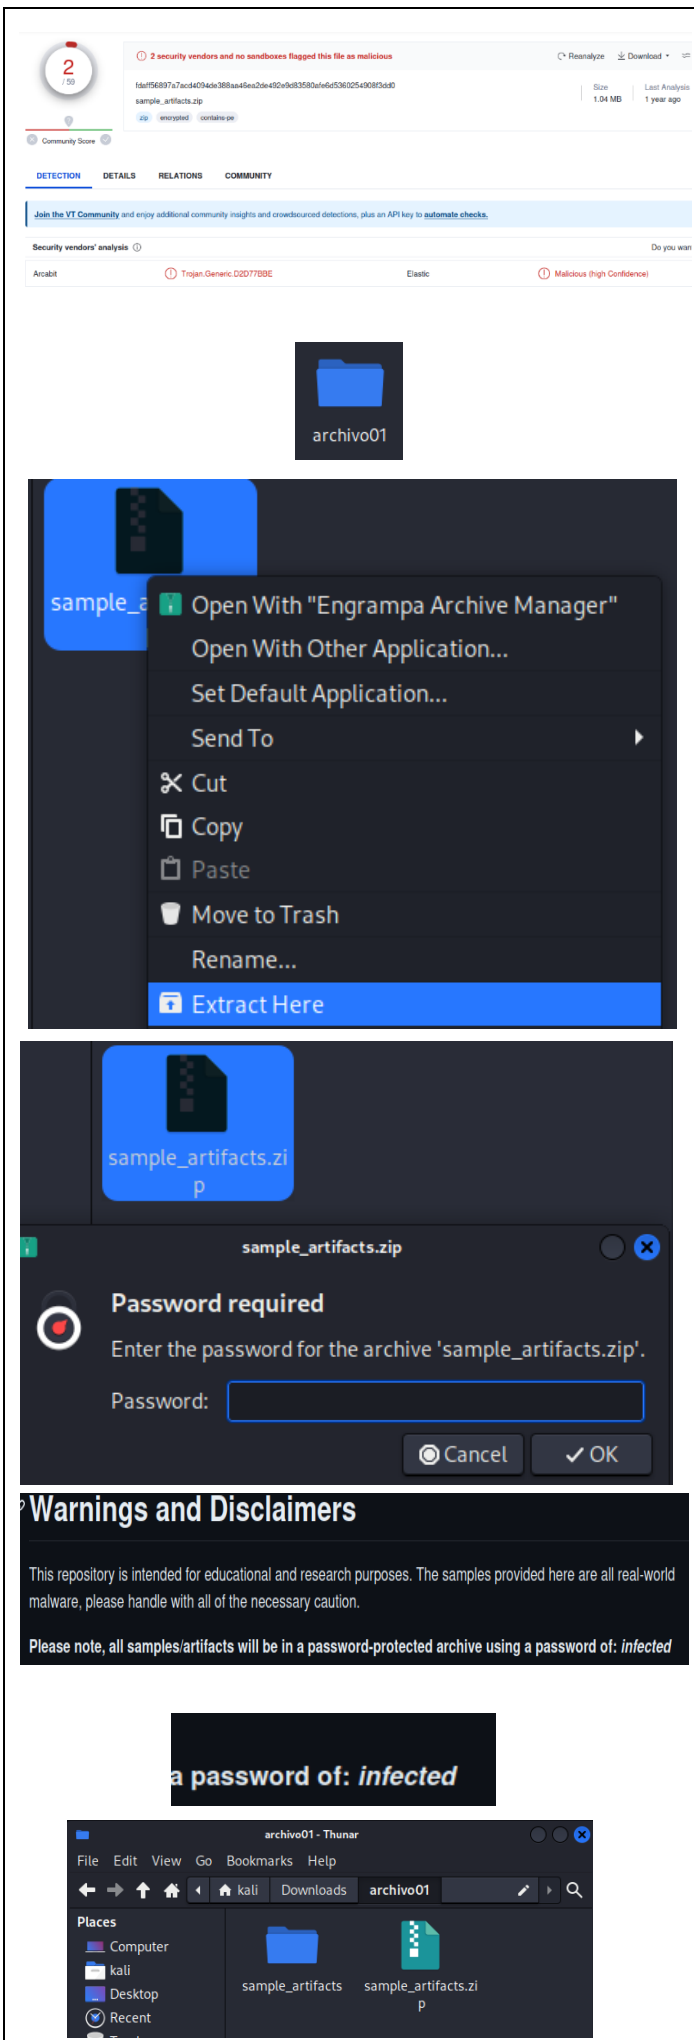 2
/ 59
Community Score
2 security vendors and no sandboxes flagged this file as malicious
Reanalyze
Download
fdaff56897a7acd4094de388aa46ea2de492e9d83580afe6d5360254908f3dd0
sample_artifacts.zip
zip encrypted contains-pe
Size
1.04 MB
Last Analysis
1 year ago
DETECTION DETAILS RELATIONS COMMUNITY
Join the VT Community and enjoy additional community insights and crowdsourced detections, plus an API key to automate checks.
Security vendors' analysis
Do you wan
Arcabit Trojan.Generic.D2D77BBE Elastic Malicious (high Confidence)
archivo01
sample_a
Open With "Engrampa Archive Manager"
Open With Other Application...
Set Default Application...
Send To
Cut
Copy
Paste
Move to Trash
Rename...
Extract Here
sample_artifacts.zi
p
sample_artifacts.zip
Password required
Enter the password for the archive 'sample_artifacts.zip'.
Password:
Cancel OK
Warnings and Disclaimers
This repository is intended for educational and research purposes. The samples provided here are all real-world
malware, please handle with all of the necessary caution.
Please note, all samples/artifacts will be in a password-protected archive using a password of: infected
a password of: infected
archivo01 - Thunar
File Edit View Go Bookmarks Help
kali Downloads archivo01
Places
Computer
kali
Desktop
Recent
sample_artifacts
sample_artifacts.zi
p